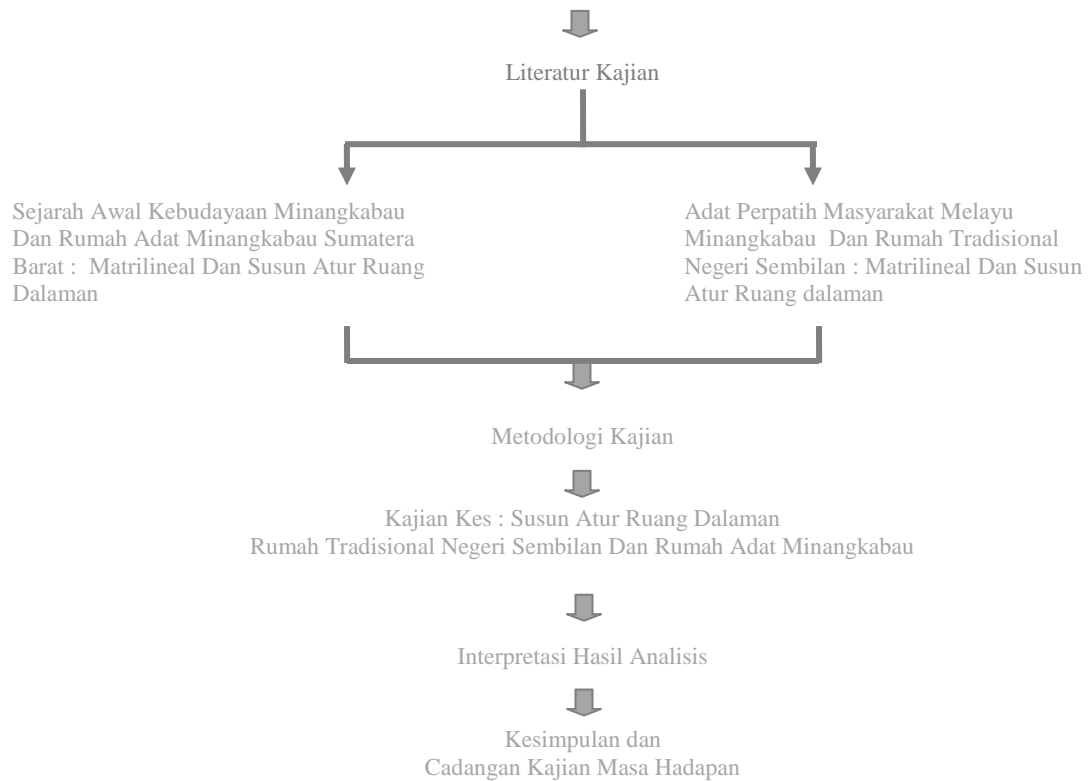 Literatur Kajian
Sejarah Awal Kebudayaan Minangkabau
Dan Rumah Adat Minangkabau Sumatera
Barat : Matrilineal Dan Susun Atur Ruang
Dalaman
Adat Perpatih Masyarakat Melayu
Minangkabau Dan Rumah Tradisional
Negeri Sembilan : Matrilineal Dan Susun
Atur Ruang dalaman
Metodologi Kajian
Kajian Kes : Susun Atur Ruang Dalaman
Rumah Tradisional Negeri Sembilan Dan Rumah Adat Minangkabau
Interpretasi Hasil Analisis
Kesimpulan dan
Cadangan Kajian Masa Hadapan